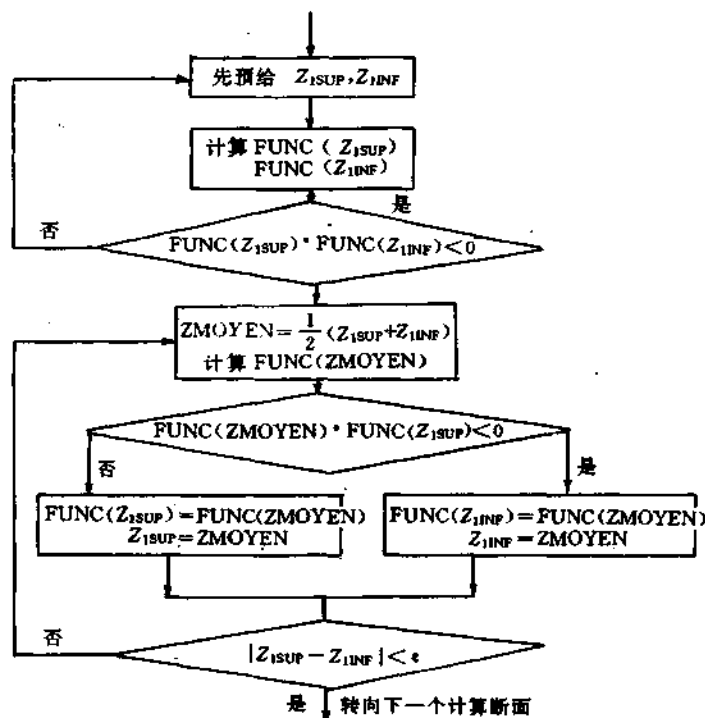 先预给 Z₁SUP,Z₁INF
计算 FUNC ( Z₁SUP)
FUNC (Z₁INF)
是
否
FUNC(Z₁SUP)·FUNC(Z₁INF)<0
ZMOYEN=1/2 (Z₁SUP+Z₁INF)
计算 FUNC(ZMOYEN)
FUNC(ZMOYEN)·FUNC(Z₁SUP)<0
否
是
FUNC(Z₁SUP)=FUNC(ZMOYEN)
Z₁SUP=ZMOYEN
FUNC(Z₁INF)=FUNC(ZMOYEN)
Z₁INF=ZMOYEN
否
|Z₁SUP-Z₁INF|<ε
是 转向下一个计算断面